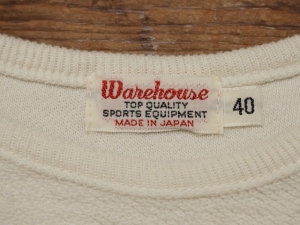 Warehouse
TOP QUALITY
SPORTS EQUIPMENT
MADE IN JAPAN
40